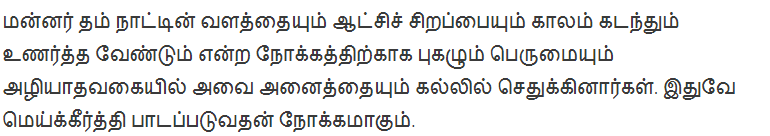 மன்னர் தம் நாட்டின் வளத்தையும் ஆட்சிச் சிறப்பையும் காலம் கடந்தும்
உணர்த்த வேண்டும் என்ற நோக்கத்திற்காக புகழும் பெருமையும்
அழியாதவகையில் அவை அனைத்தையும் கல்லில் செதுக்கினார்கள். இதுவே
மெய்க்கீர்த்தி பாடப்படுவதன் நோக்கமாகும்.